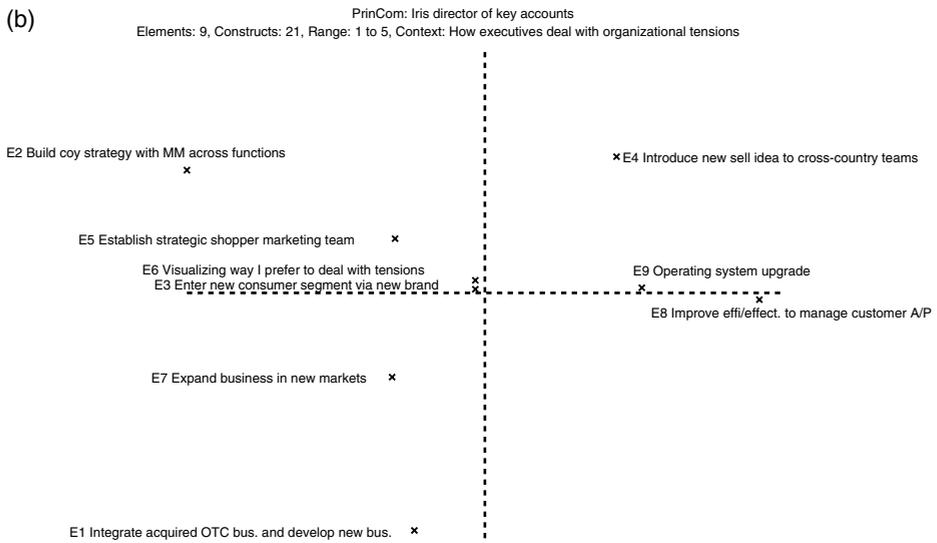 (b)
PrinCom: Iris director of key accounts
Elements: 9, Constructs: 21, Range: 1 to 5, Context: How executives deal with organizational tensions
E2 Build coy strategy with MM across functions
E4 Introduce new sell idea to cross-country teams
E5 Establish strategic shopper marketing team
E6 Visualizing way I prefer to deal with tensions
E9 Operating system upgrade
E3 Enter new consumer segment via new brand
E8 Improve effi/effect. to manage customer A/P
E7 Expand business in new markets
E1 Integrate acquired OTC bus. and develop new bus.